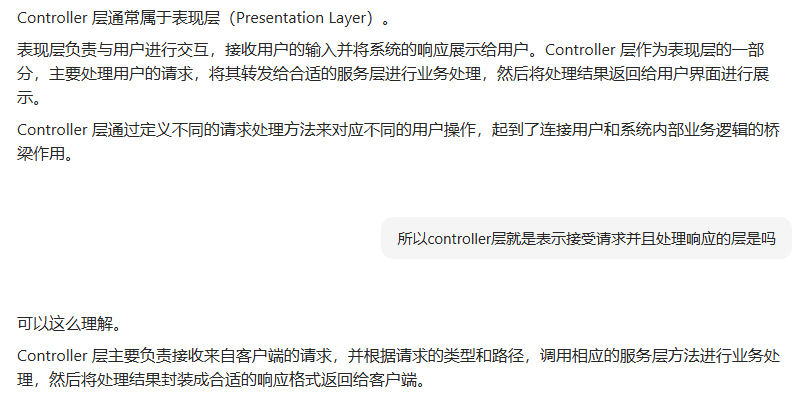 Controller 层通常属于表现层（Presentation Layer）。
表现层负责与用户进行交互，接收用户的输入并将系统的响应展示给用户。Controller 层作为表现层的一部
分，主要处理用户的请求，将其转发给合适的服务层进行业务处理，然后将处理结果返回给用户界面进行展
示。
Controller 层通过定义不同的请求处理方法来对应不同的用户操作，起到了连接用户和系统内部业务逻辑的桥
梁作用。
所以controller层就是表示接受请求并且处理响应的层是吗
可以这么理解。
Controller 层主要负责接收来自客户端的请求，并根据请求的类型和路径，调用相应的服务层方法进行业务处
理，然后将处理结果封装成合适的响应格式返回给客户端。